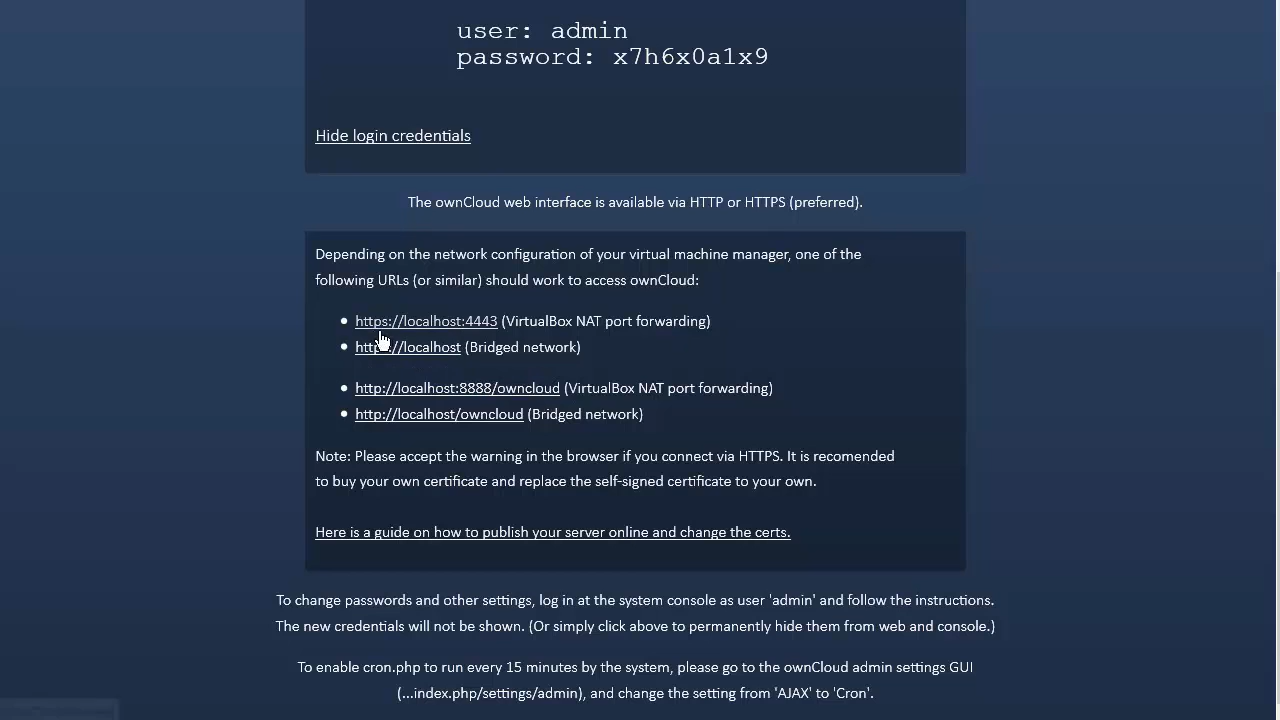 user: admin
password: x7h6x0a1x9
Hide login credentials
The ownCloud web interface is available via HTTP or HTTPS (preferred).
Depending on the network configuration of your virtual machine manager, one of the
following URLs (or similar) should work to access ownCloud:
https://localhost:4443 (VirtualBox NAT port forwarding)
http://localhost (Bridged network)
http://localhost:8888/owncloud (VirtualBox NAT port forwarding)
http://localhost/owncloud (Bridged network)
Note: Please accept the warning in the browser if you connect via HTTPS. It is recomended
to buy your own certificate and replace the self-signed certificate to your own.
Here is a guide on how to publish your server online and change the certs.
To change passwords and other settings, log in at the system console as user 'admin' and follow the instructions.
The new credentials will not be shown. (Or simply click above to permanently hide them from web and console.)
To enable cron.php to run every 15 minutes by the system, please go to the ownCloud admin settings GUI
(...index.php/settings/admin), and change the setting from 'AJAX' to 'Cron'.